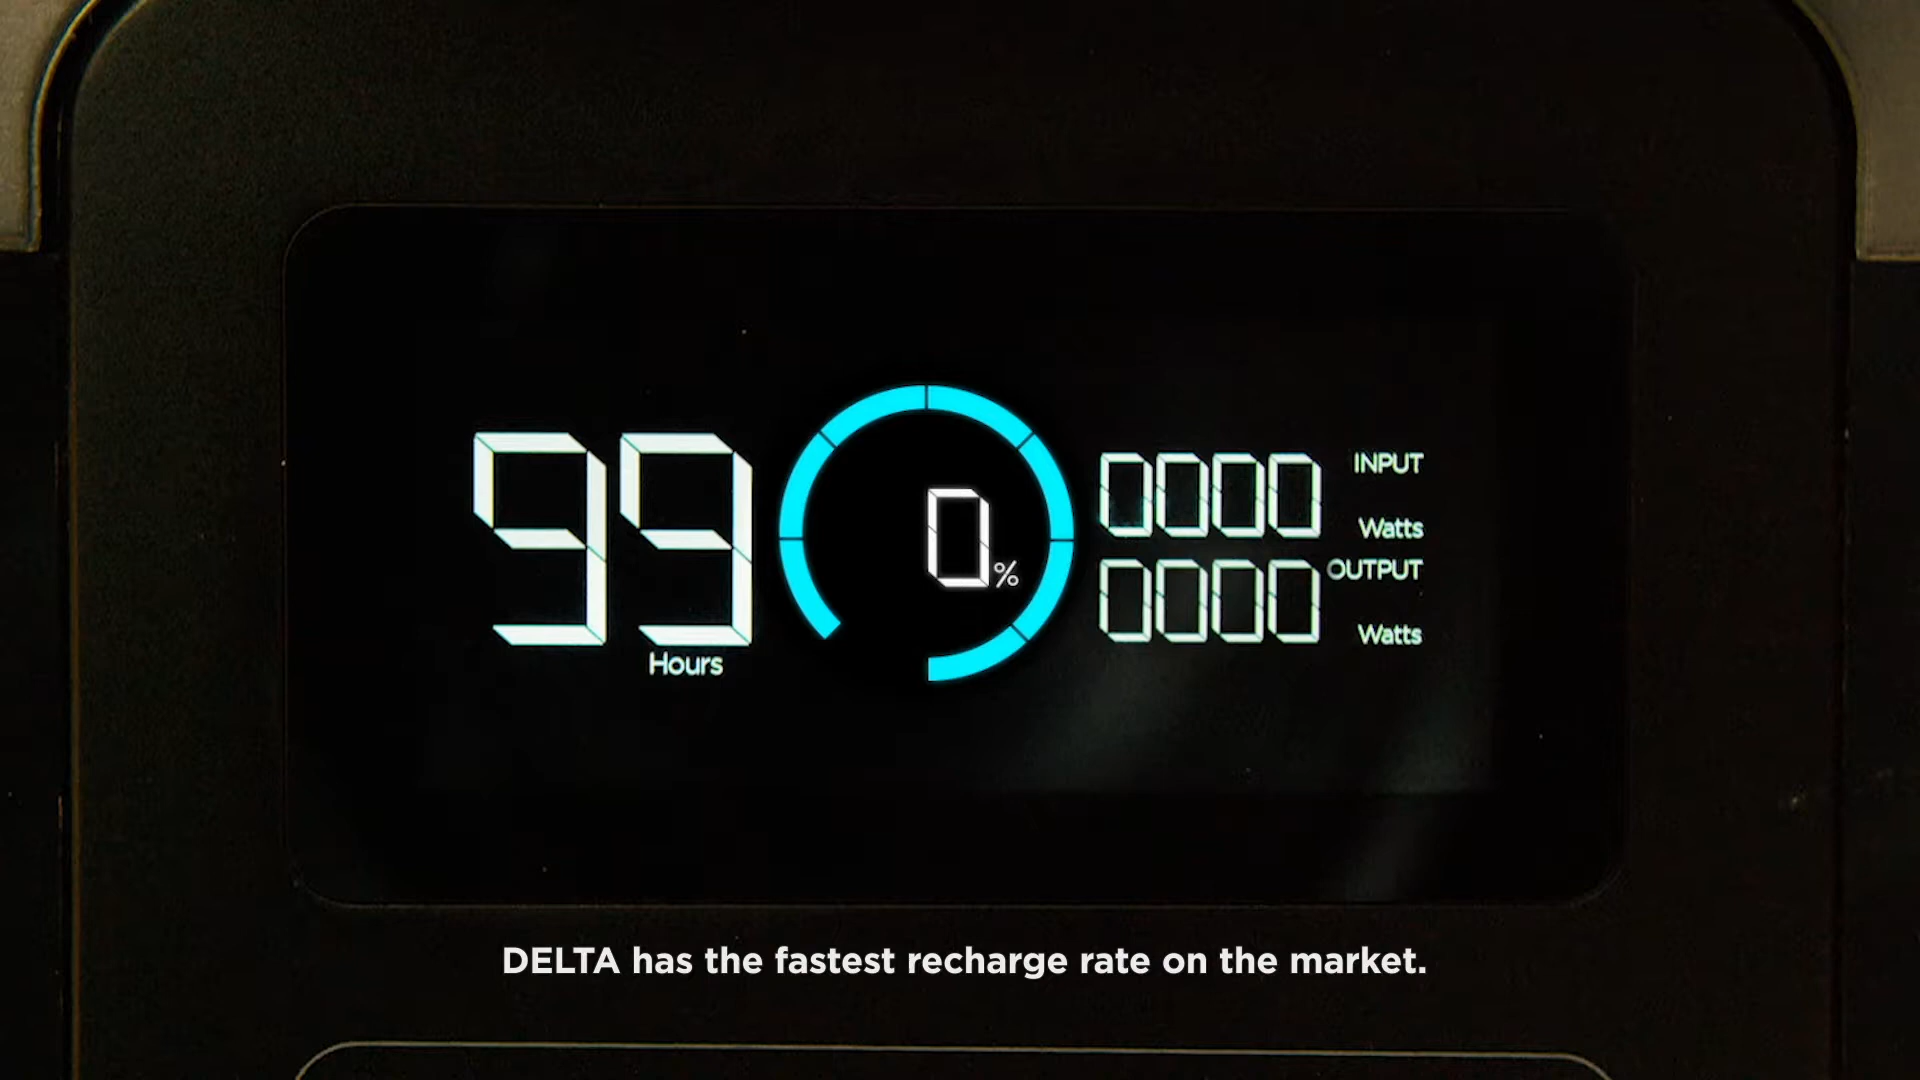 99
Hours
0%
0000 INPUT
Watts
0000 OUTPUT
Watts
DELTA has the fastest recharge rate on the market.